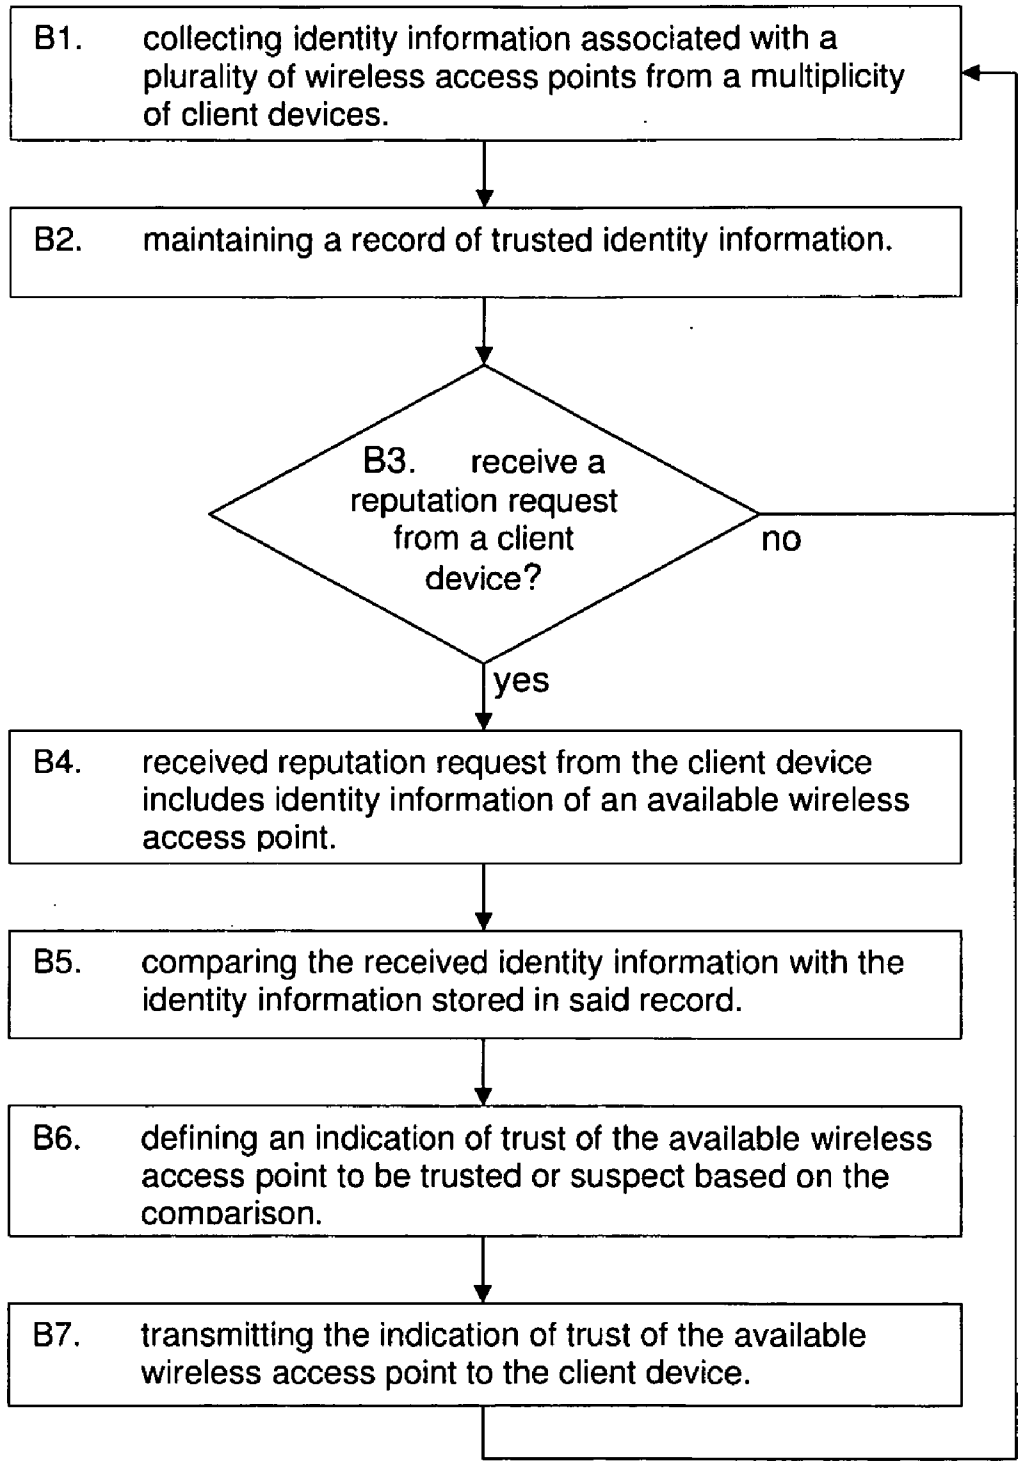 B1. collecting identity information associated with a
plurality of wireless access points from a multiplicity
of client devices.
B2. maintaining a record of trusted identity information.
B3. receive a
reputation request
from a client
device?
no
yes
B4. received reputation request from the client device
includes identity information of an available wireless
access point.
B5. comparing the received identity information with the
identity information stored in said record.
B6. defining an indication of trust of the available wireless
access point to be trusted or suspect based on the
comparison.
B7. transmitting the indication of trust of the available
wireless access point to the client device.